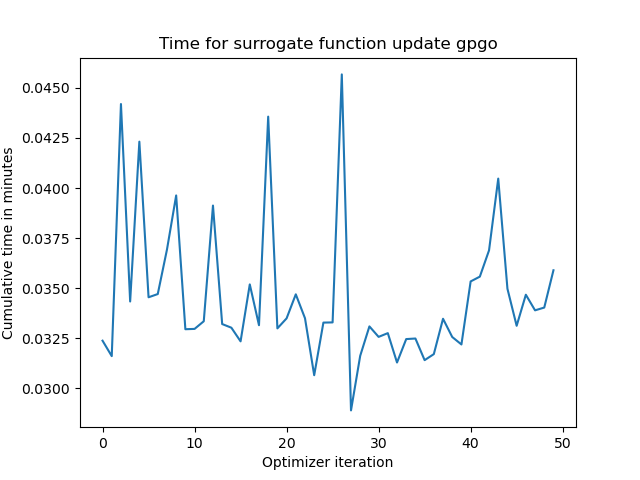 Time for surrogate function update gpgo
Cumulative time in minutes
0.0450
0.0425
0.0400
0.0375
0.0350
0.0325
0.0300
0 10 20 30 40 50
Optimizer iteration